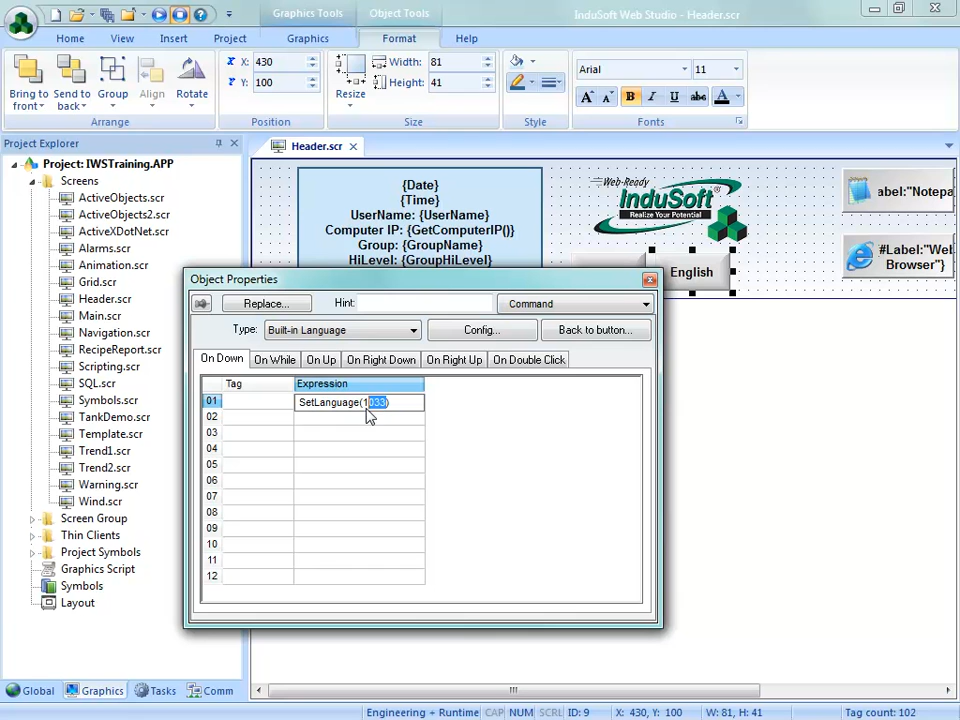 Graphics Tools
Object Tools
InduSoft Web Studio - Header.scr
Home
View
Insert
Project
Graphics
Format
Help
Bring to front
Send to back
Group
Align
Rotate
X: 430
Y: 100
Resize
Width: 81
Height: 41
Arial
11
B I U abc A
Arrange
Position
Size
Style
Fonts
Project Explorer
Header.scr
Project: IWSTraining.APP
Screens
ActiveObjects.scr
ActiveObjects2.scr
ActiveXDotNet.scr
Alarms.scr
Animation.scr
Grid.scr
Header.scr
Main.scr
Navigation.scr
RecipeReport.scr
Scripting.scr
SQL.scr
Symbols.scr
TankDemo.scr
Template.scr
Trend1.scr
Trend2.scr
Warning.scr
Wind.scr
Screen Group
Thin Clients
Project Symbols
Graphics Script
Symbols
Layout
{Date}
{Time}
UserName: {UserName}
Computer IP: {GetComputerIP()}
Group: {GroupName}
HiLevel: {GroupHiLevel}
Web-Ready
InduSoft
Realize Your Potential
English
abel:"Notepa
#Label:"Wel
Browser"}
Object Properties
Replace...
Hint:
Command
Type:
Built-in Language
Config...
Back to button...
On Down
On While
On Up
On Right Down
On Right Up
On Double Click
Tag
Expression
01
SetLanguage(1033)
02
03
04
05
06
07
08
09
10
11
12
Global
Graphics
Tasks
Comm
Engineering + Runtime
CAP
NUM
SCRL
ID: 9
X: 430, Y: 100
W: 81, H: 41
Tag count: 102